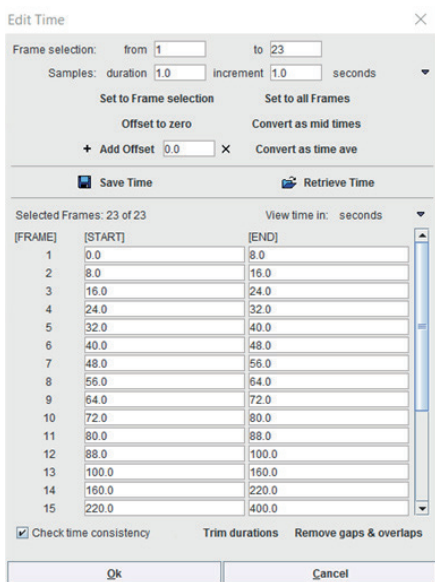 Edit Time
Frame selection: from 1 to 23
Samples: duration 1.0 increment 1.0 seconds
Set to Frame selection Set to all Frames
Offset to zero Convert as mid times
+ Add Offset 0.0 × Convert as time ave
Save Time Retrieve Time
Selected Frames: 23 of 23 View time in: seconds
[FRAME] [START] [END]
1 0.0 8.0
2 8.0 16.0
3 16.0 24.0
4 24.0 32.0
5 32.0 40.0
6 40.0 48.0
7 48.0 56.0
8 56.0 64.0
9 64.0 72.0
10 72.0 80.0
11 80.0 88.0
12 88.0 100.0
13 100.0 160.0
14 160.0 220.0
15 220.0 400.0
Check time consistency Trim durations Remove gaps & overlaps
Ok Cancel